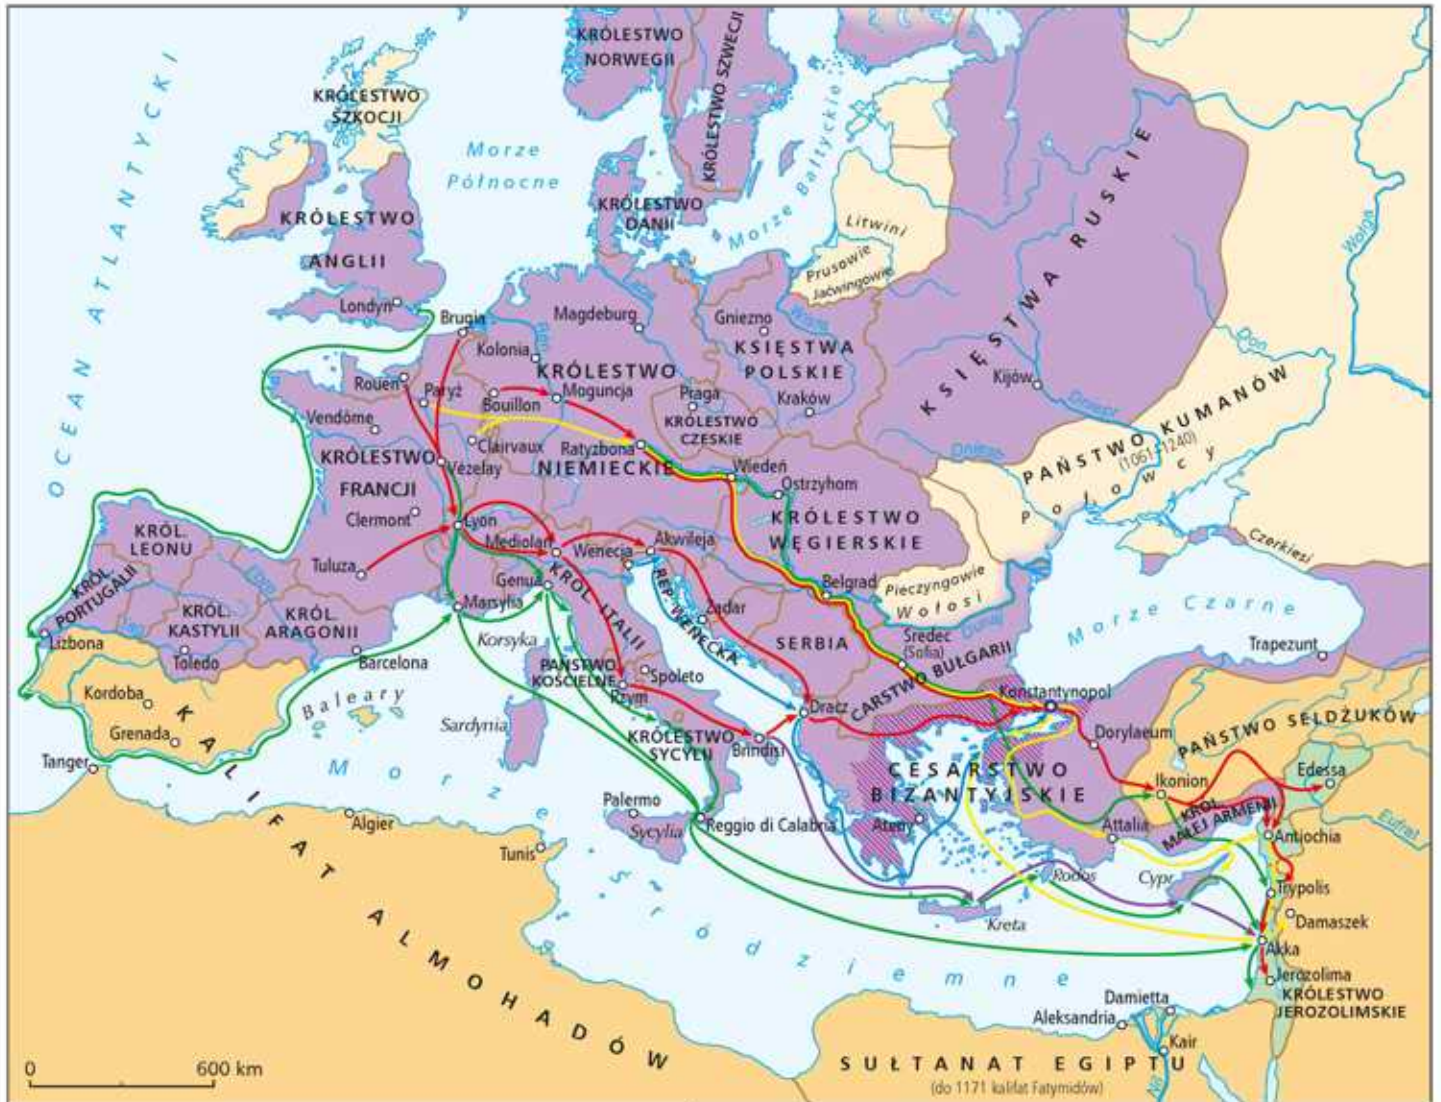 KRÓLESTWO
NORWEGII
KRÓLESTWO SZWECJI
KRÓLESTWO
SZKOCJI
OCEAN ATLANTYCKI
Morze
Północne
Morze Bałtyckie
KRÓLESTWO
DANII
KRÓLESTWO
ANGLII
Londyn
Litwini
Prusowie
Jaćwingowie
KSIĘSTWA RUSKIE
Wołga
Don
Brugia
Magdeburg
Gniezno
Kolonia
KRÓLESTWO
KSIĘSTWA
POLSKIE
Rouen
Paryż
Bouillon
Moguncja
Praga
Kraków
Kijów
Dniepr
Vendôme
Clairvaux
Ratyzbona
KRÓLESTWO
CZESKIE
Dniestr
PAŃSTWO KUMANÓW
(1061–1240)
Połowcy
KRÓLESTWO
FRANCJI
Vézelay
NIEMIECKIE
Wiedeń
Ostrzyhom
Clermont
Lyon
KRÓLESTWO
WĘGIERSKIE
Czerkiesi
KRÓL.
LEONU
KRÓL.
PORTUGALII
Mediolan
Wenecja
Akwileja
Tuluza
Genua
KRÓL. ITALII
REP. WENECKA
Belgrad
Pieczyngowie
Wołosi
Dunaj
Morze Czarne
Ebro
Tag
KRÓL.
KASTYLII
KRÓL.
ARAGONII
Marsylia
Korsyka
Zadar
SERBIA
Sredec
(Sofia)
Trapezunt
Lizbona
Toledo
Barcelona
PAŃSTWO
KOŚCIELNE
Spoleto
Rzym
CARSTWO BUŁGARII
Konstantynopol
Kordoba
Baleary
Sardynia
Dracz
Grenada
KRÓLESTWO
SYCYLII
Brindisi
Dorylaeum
PAŃSTWO SELDŻUKÓW
Tanger
Morze Śródziemne
CESARSTWO
BIZANTYJSKIE
Ikonion
Edessa
KRÓL.
MAŁEJ ARMENII
Palermo
Sycylia
Reggio di Calabria
Ateny
Attalia
Antiochia
Eufrat
Algier
Tunis
Rodos
Cypr
Trypolis
Kreta
Damaszek
Akka
KALIFAT ALMOHADÓW
Jerozolima
KRÓLESTWO
JEROZOLIMSKIE
Damietta
Aleksandria
Kair
SUŁTANAT EGIPTU
(do 1171 kalifat Fatymidów)
Nil
0
600 km